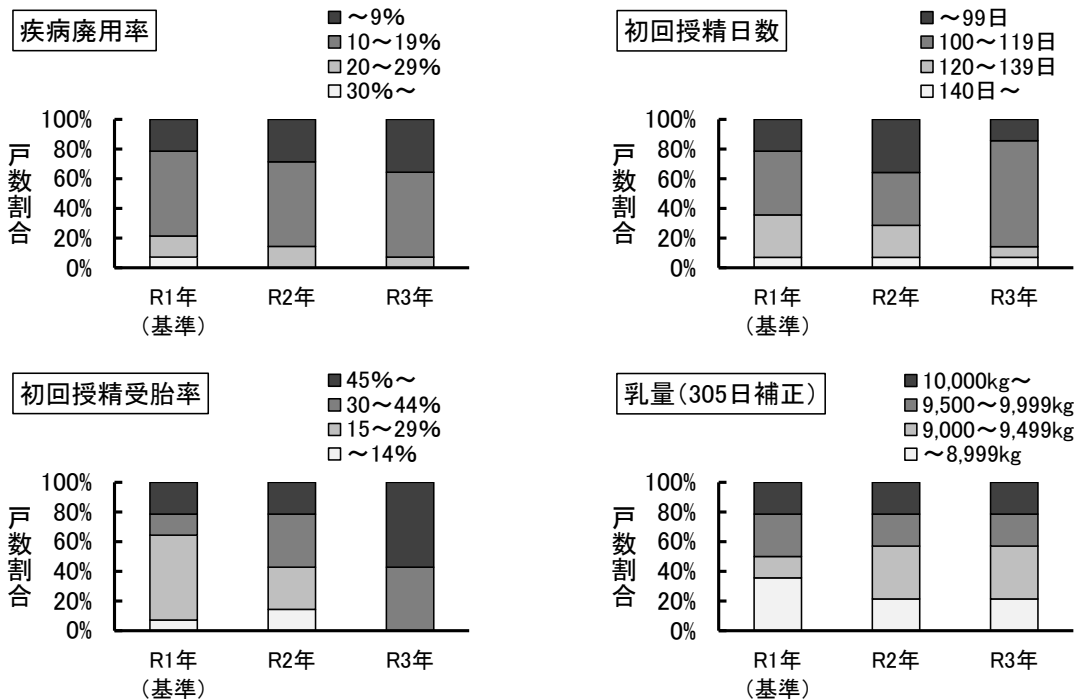 疾病廃用率
■～9%
■10～19%
□20～29%
□30%～
戸数割合
100%
80%
60%
40%
20%
0%
R1年
(基準)
R2年
R3年
初回授精日数
■～99日
■100～119日
□120～139日
□140日～
戸数割合
100%
80%
60%
40%
20%
0%
R1年
(基準)
R2年
R3年
初回授精受胎率
■45%～
■30～44%
□15～29%
□～14%
戸数割合
100%
80%
60%
40%
20%
0%
R1年
(基準)
R2年
R3年
乳量(305日補正)
■10,000kg～
■9,500～9,999kg
□9,000～9,499kg
□～8,999kg
戸数割合
100%
80%
60%
40%
20%
0%
R1年
(基準)
R2年
R3年